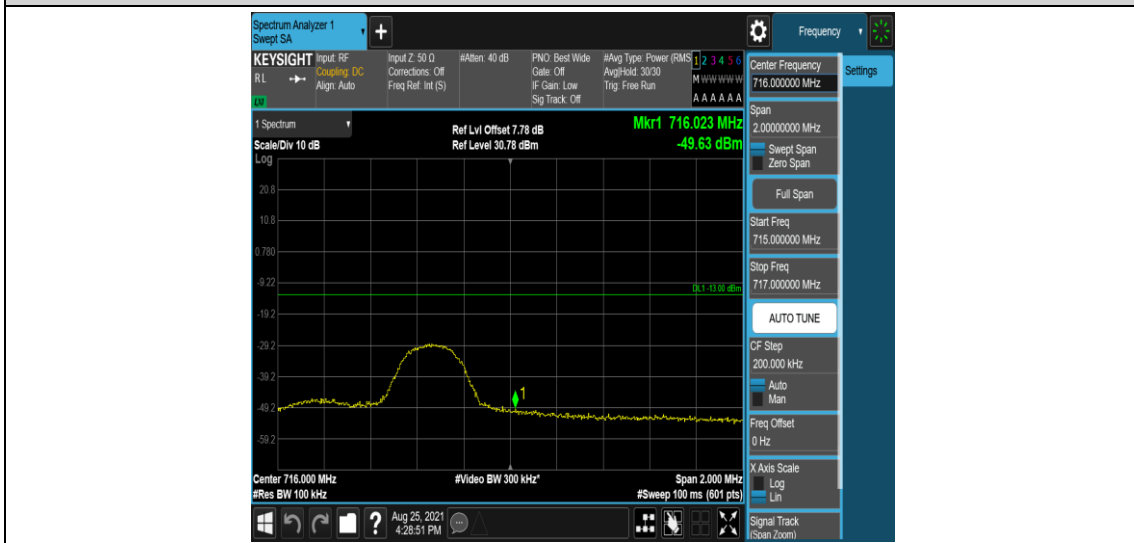 Spectrum Analyzer 1
Swept SA
+
Frequency
KEYSIGHT
RL
Input: RF
Coupling: DC
Align: Auto
Input Z: 50 Ω
Corrections: Off
Freq Ref: Int (S)
#Atten: 40 dB
PNO: Best Wide
Gate: Off
IF Gain: Low
Sig Track: Off
#Avg Type: Power (RMS
Avg|Hold: 30/30
Trig: Free Run
1 2 3 4 5 6
M W W W W W
A A A A A A
Center Frequency
716.000000 MHz
Settings
Span
2.00000000 MHz
Swept Span
Zero Span
Full Span
Start Freq
715.000000 MHz
Stop Freq
717.000000 MHz
AUTO TUNE
CF Step
200.000 kHz
Auto
Man
Freq Offset
0 Hz
X Axis Scale
Log
Lin
Signal Track
(Span Zoom)
1 Spectrum
Scale/Div 10 dB
Log
Ref Lvl Offset 7.78 dB
Ref Level 30.78 dBm
Mkr1 716.023 MHz
-49.63 dBm
20.8
10.8
0.780
-9.22
DL1 -13.00 dBm
-19.2
-29.2
-39.2
1
-49.2
-59.2
Center 716.000 MHz
#Video BW 300 kHz*
Span 2.000 MHz
#Res BW 100 kHz
#Sweep 100 ms (601 pts)
?
Aug 25, 2021
4:28:51 PM